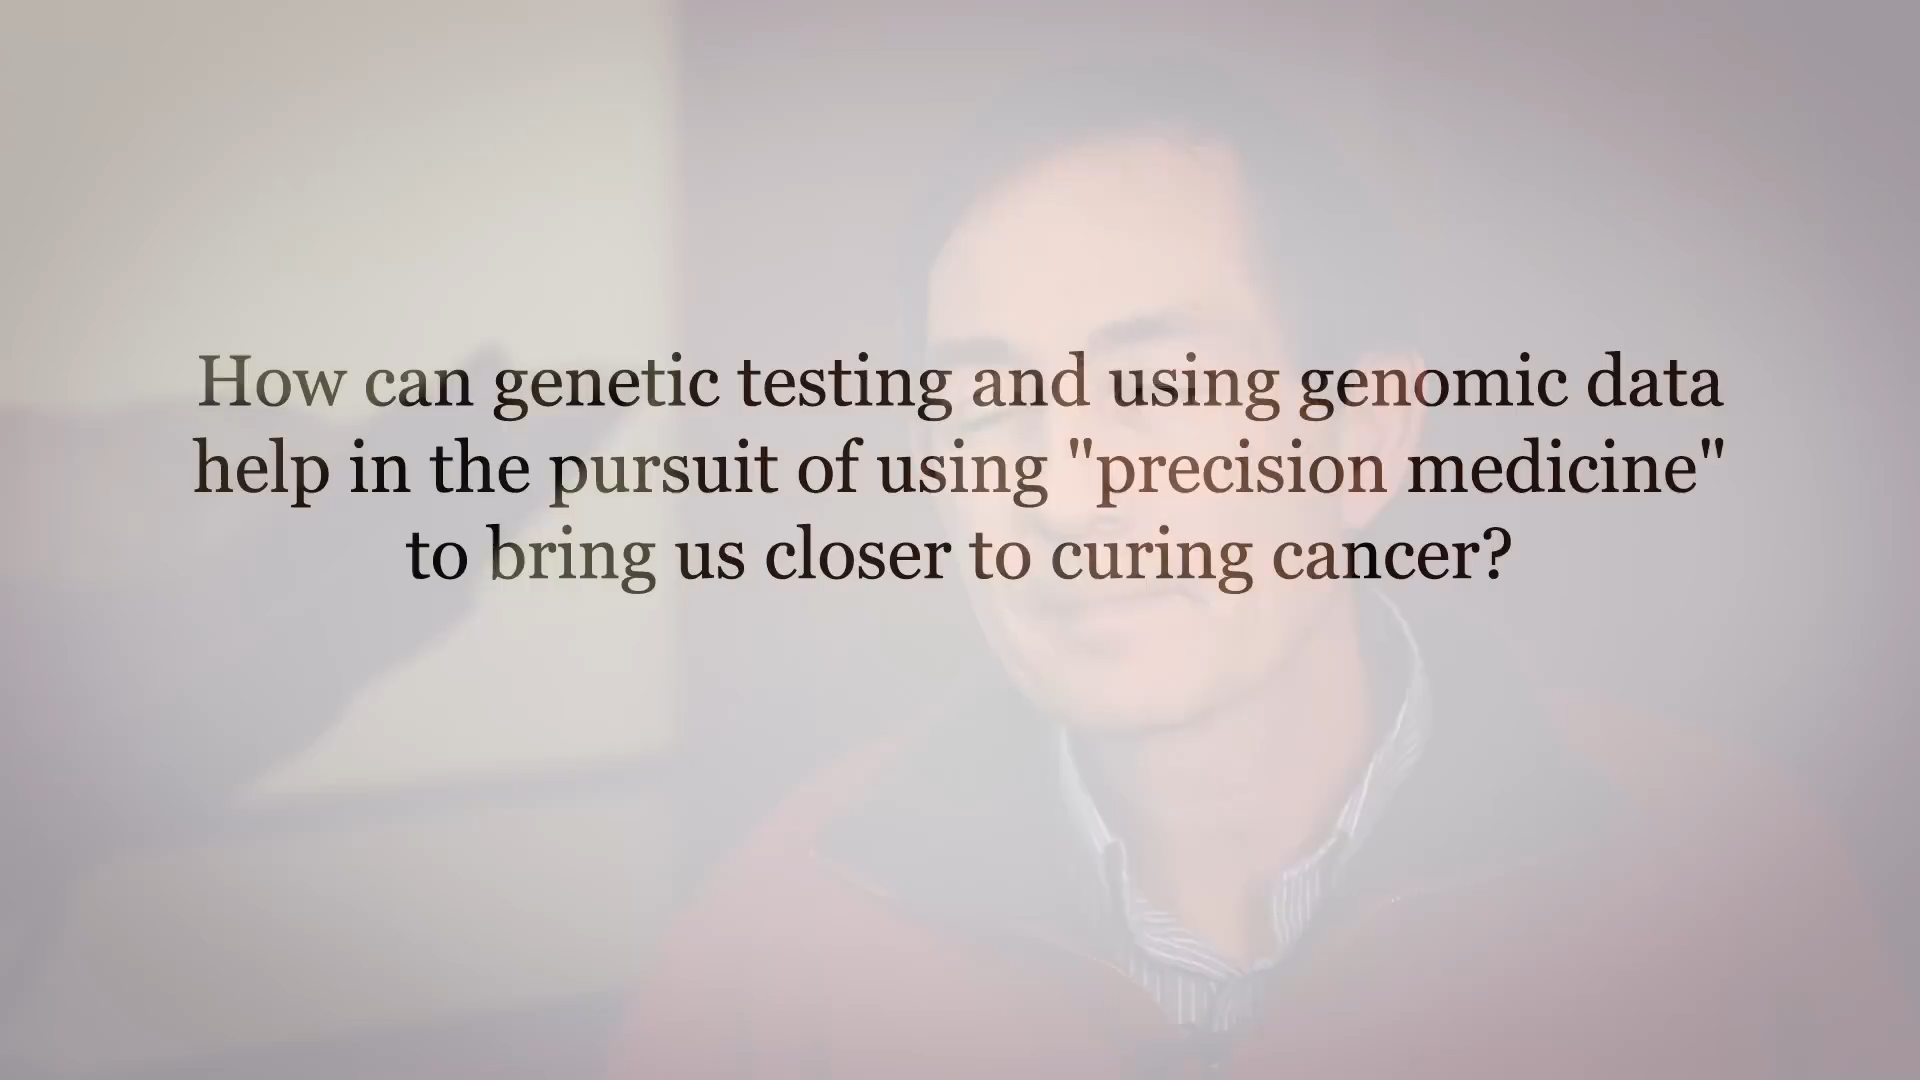 How can genetic testing and using genomic data
help in the pursuit of using "precision medicine"
to bring us closer to curing cancer?